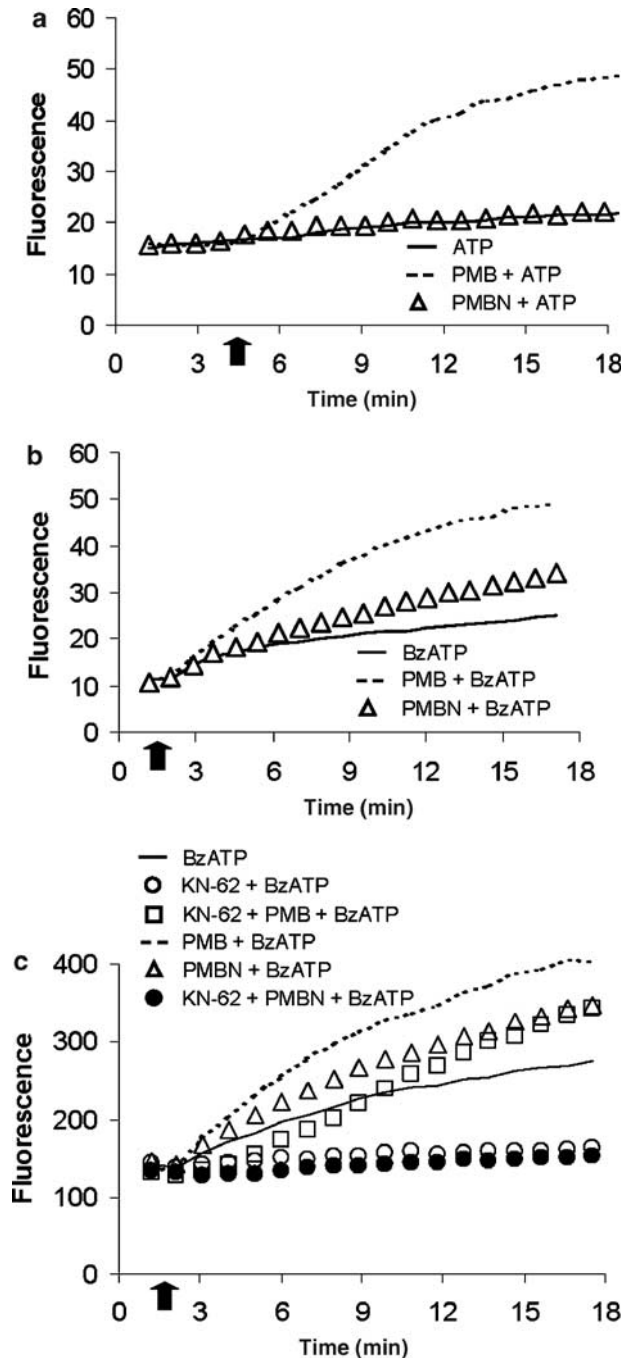 a
60
50
40
30
20
10
0
Fluorescence
ATP
PMB + ATP
PMBN + ATP
0 3 6 9 12 15 18
Time (min)
b
60
50
40
30
20
10
0
Fluorescence
BzATP
PMB + BzATP
PMBN + BzATP
0 3 6 9 12 15 18
Time (min)
BzATP
KN-62 + BzATP
KN-62 + PMB + BzATP
PMB + BzATP
PMBN + BzATP
KN-62 + PMBN + BzATP
c
400
300
200
100
0
Fluorescence
0 3 6 9 12 15 18
Time (min)